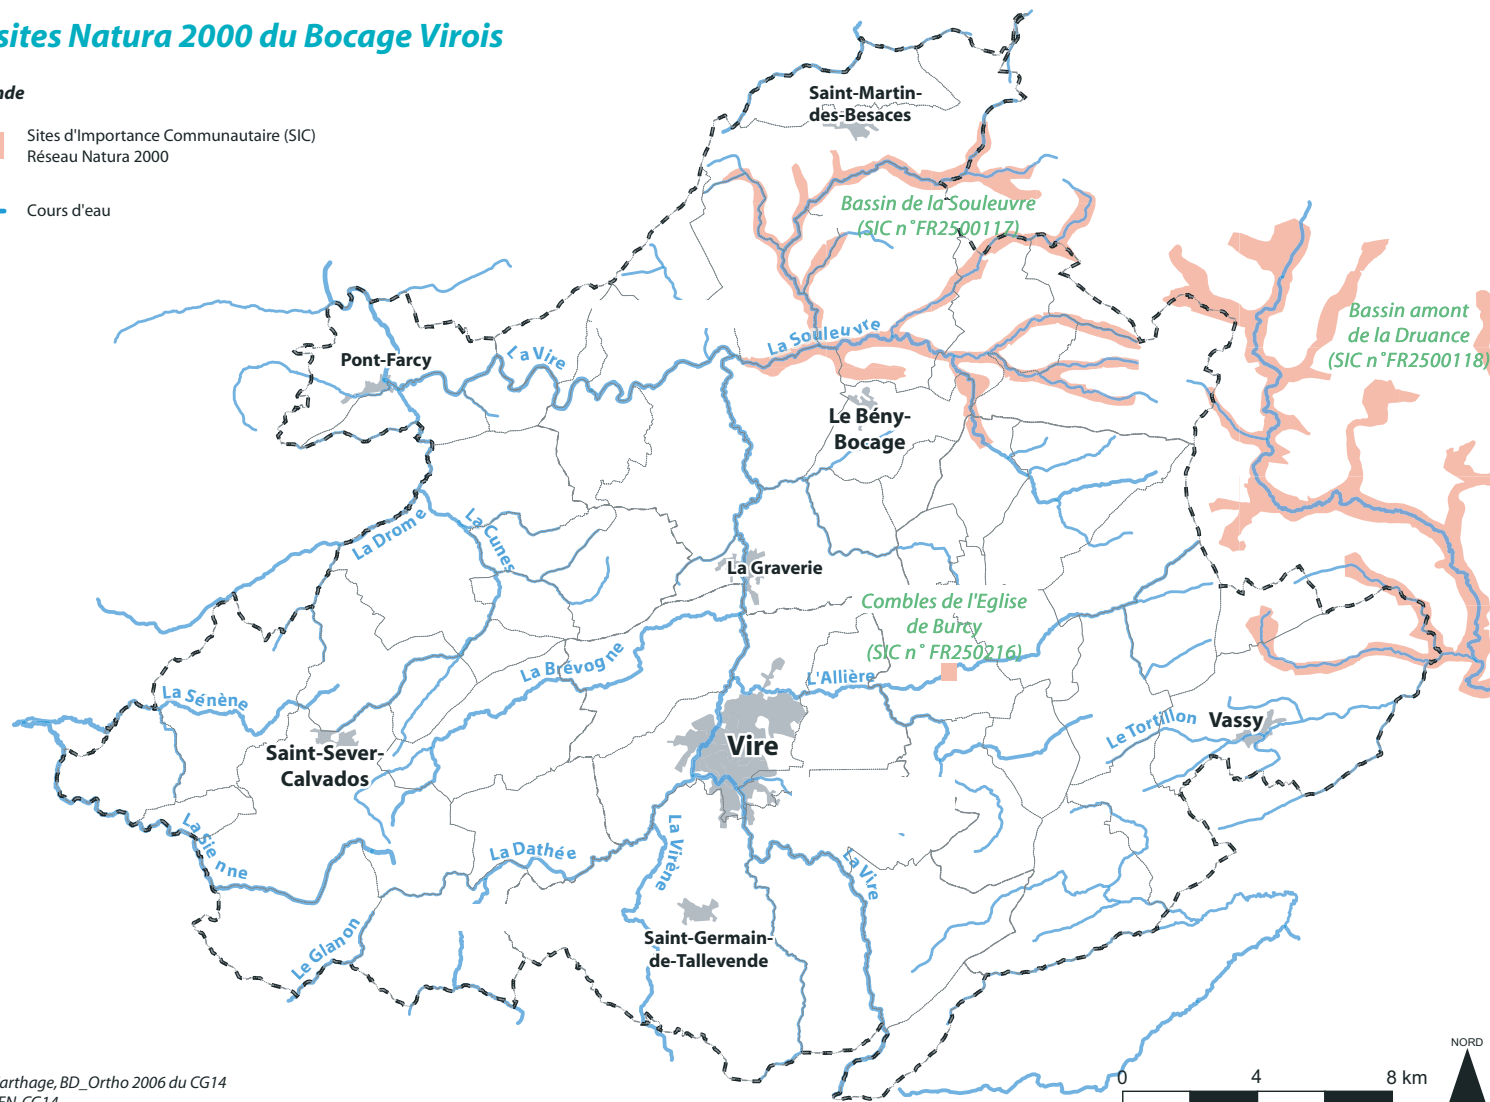 sites Natura 2000 du Bocage Virois
nde
Sites d'Importance Communautaire (SIC)
Réseau Natura 2000
Cours d'eau
Saint-Martin-
des-Besaces
Bassin de la Souleuvre
(SIC n°FR2500117)
Bassin amont
de la Druance
(SIC n°FR2500118)
La Souleuvre
La Vire
Pont-Farcy
Le Bény-
Bocage
La Drome
La Cunes
La Graverie
Combles de l'Eglise
de Burcy
(SIC n° FR250216)
La Brévogne
L'Allière
La Sénène
Le Tortillon
Vassy
Saint-Sever-
Calvados
Vire
La Sienne
La Dathée
La Virène
La Vire
Le Glanon
Saint-Germain-
de-Tallevende
NORD
0 4 8 km
arthage, BD_Ortho 2006 du CG14
EN-CG14